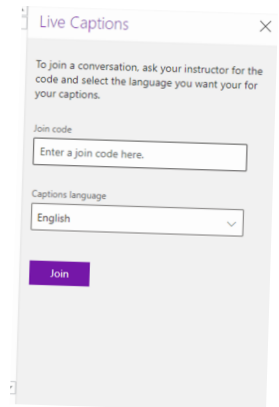 Live Captions
To join a conversation, ask your instructor for the
code and select the language you want your for
your captions.
Join code
Enter a join code here.
Captions language
English
Join